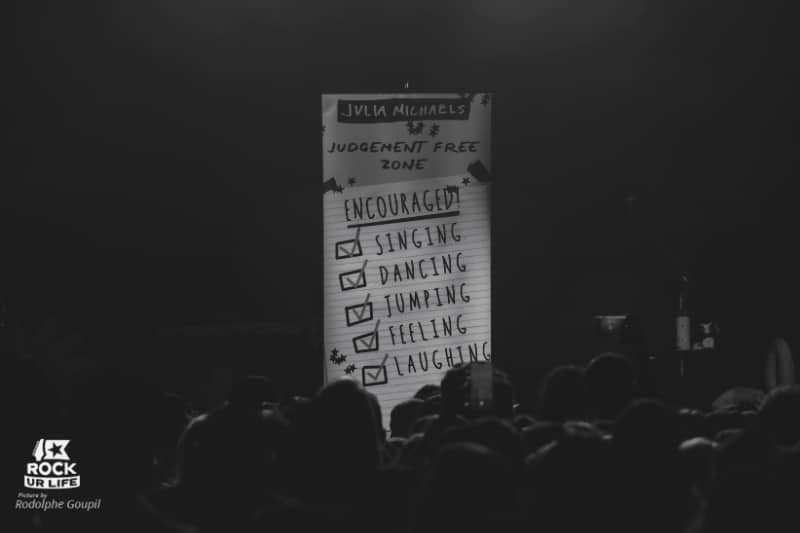 JULIA MICHAELS
JUDGEMENT FREE
ZONE
ENCOURAGED!
SINGING
DANCING
JUMPING
FEELING
LAUGHING
ROCK
UR LIFE
Picture by
Rodolphe Goupil